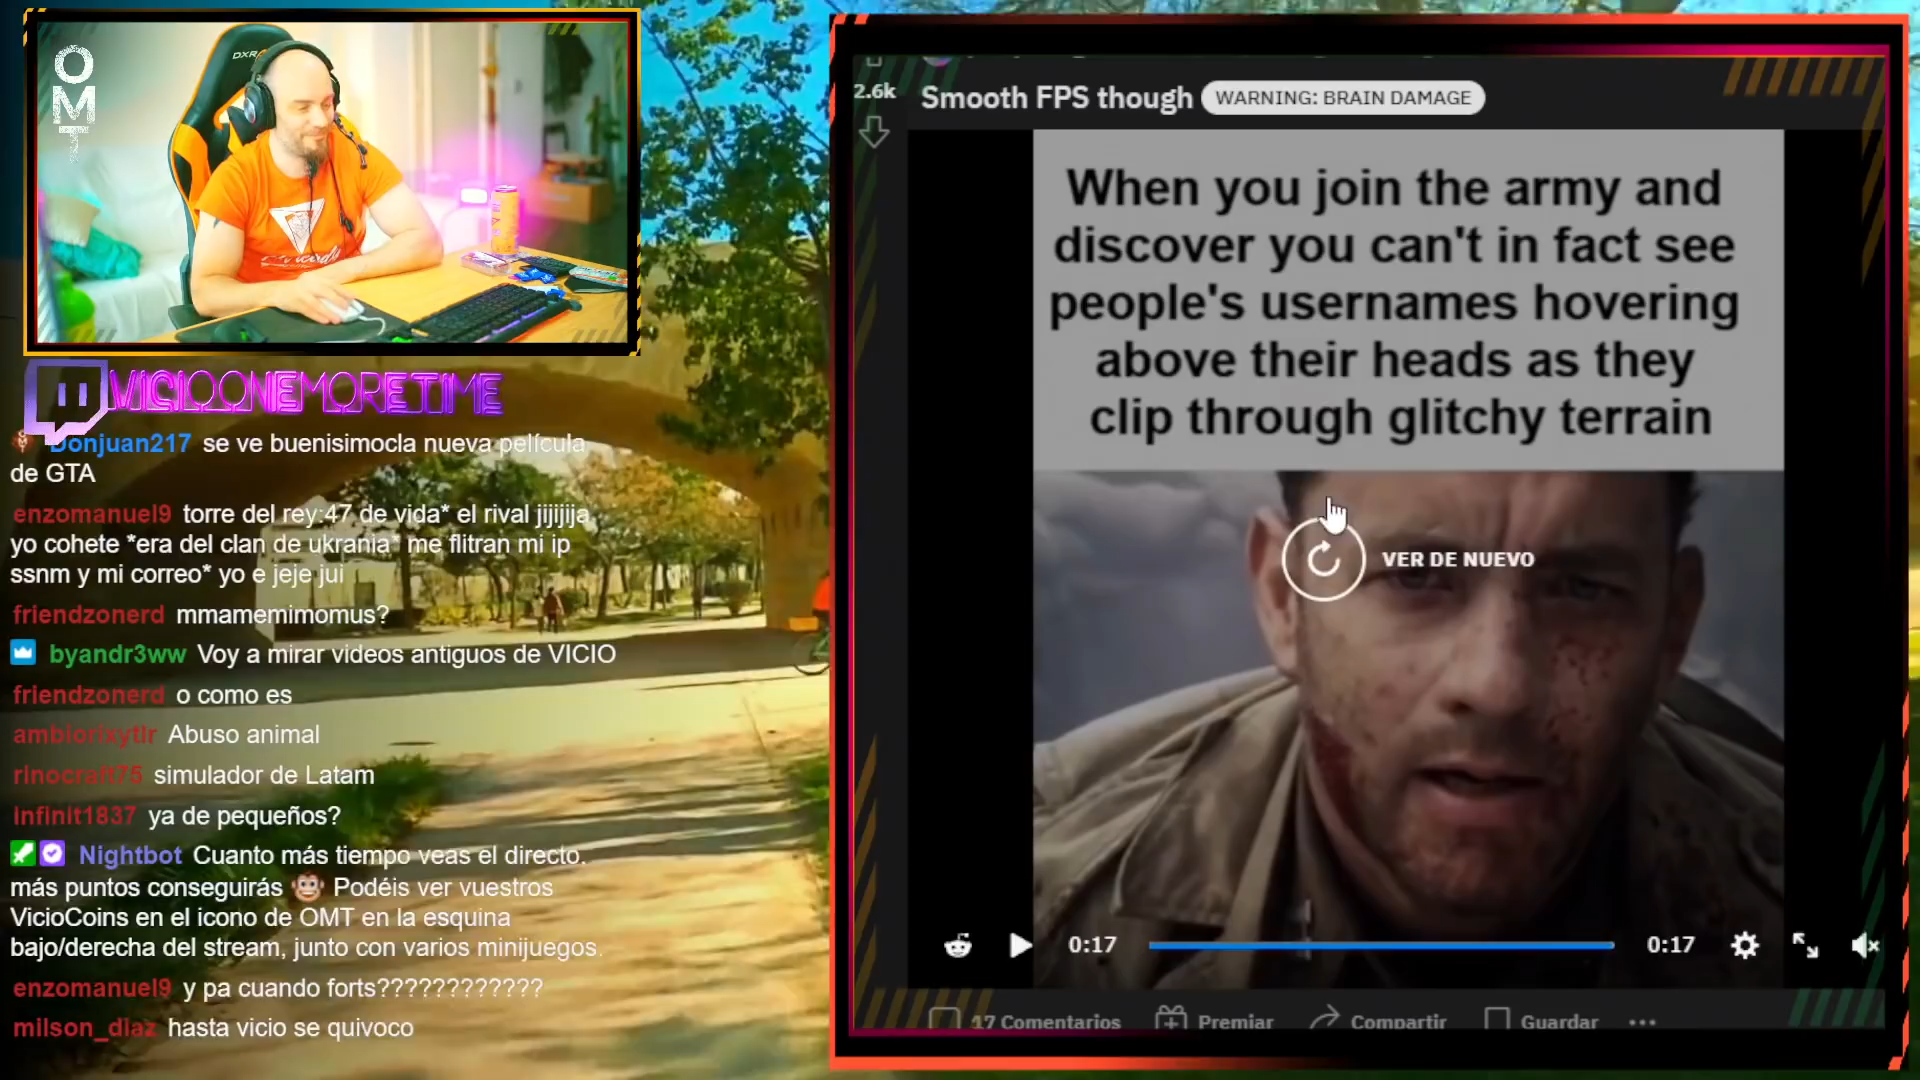 OMT
DXR
VICIOONEMORETIME
Donjuan217 se ve buenisimocla nueva película
de GTA
enzomanuel9 torre del rey:47 de vida* el rival jijijija
yo cohete *era del clan de ukrania* me flitran mi ip
ssnm y mi correo* yo e jeje jui
friendzonerd mmamemimomus?
byandr3ww Voy a mirar videos antiguos de VICIO
friendzonerd o como es
ambiorixytlr Abuso animal
rinocraft75 simulador de Latam
infinit1837 ya de pequeños?
Nightbot Cuanto más tiempo veas el directo.
más puntos conseguirás Podéis ver vuestros
VicioCoins en el icono de OMT en la esquina
bajo/derecha del stream, junto con varios minijuegos.
enzomanuel9 y pa cuando forts????????????
milson_diaz hasta vicio se quivoco
2.6k
Smooth FPS though WARNING: BRAIN DAMAGE
When you join the army and
discover you can't in fact see
people's usernames hovering
above their heads as they
clip through glitchy terrain
VER DE NUEVO
0:17 0:17
17 Comentarios Premiar Compartir Guardar